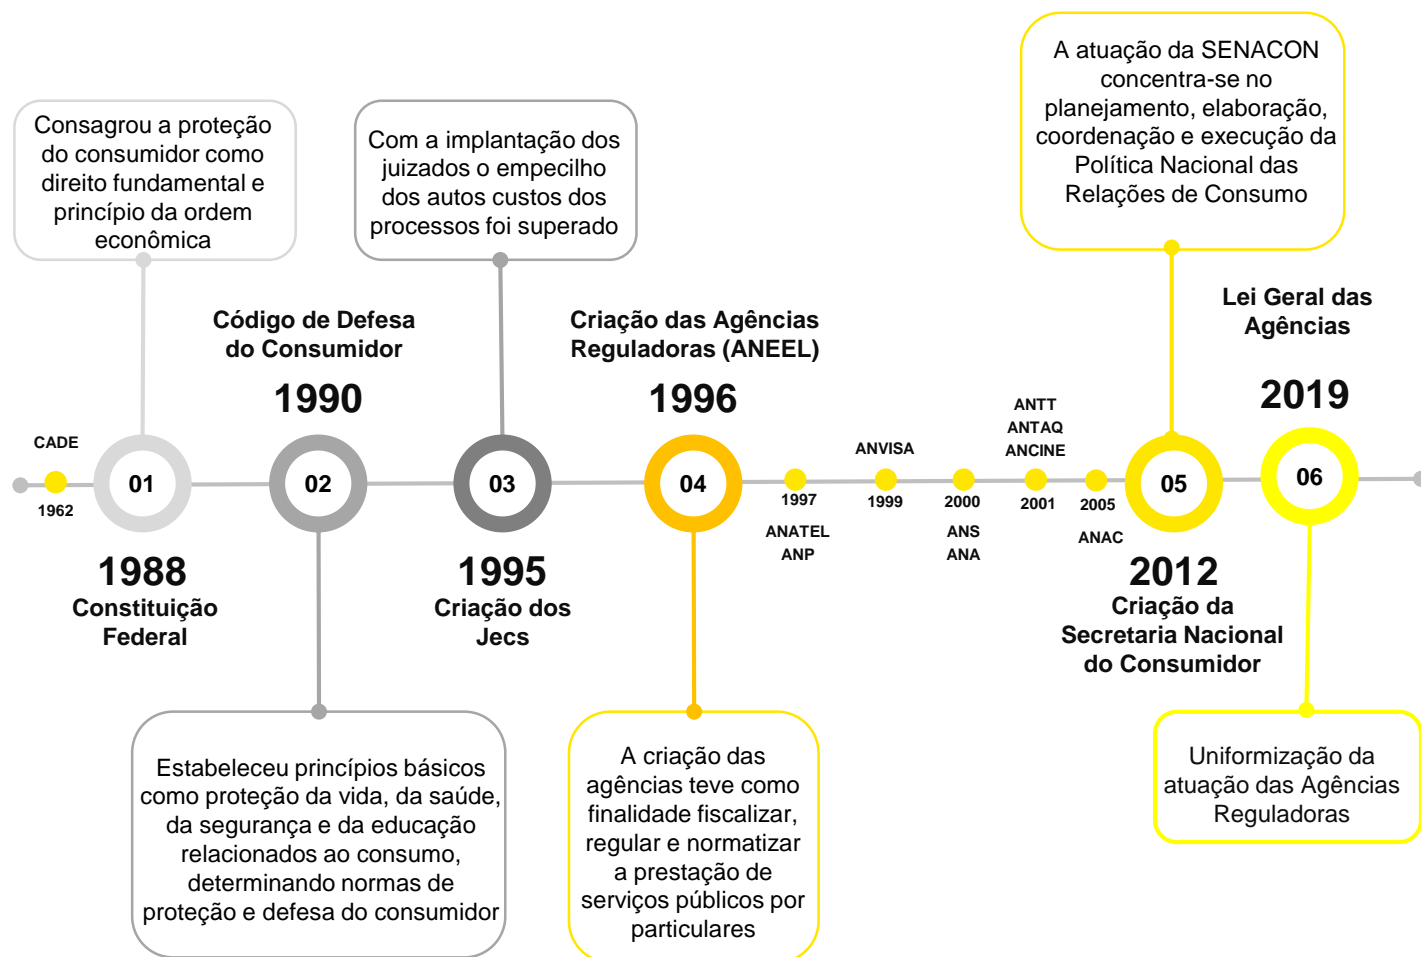 Consagrou a proteção
do consumidor como
direito fundamental e
princípio da ordem
econômica
Com a implantação dos
juizados o empecilho
dos autos custos dos
processos foi superado
A atuação da SENACON
concentra-se no
planejamento, elaboração,
coordenação e execução da
Política Nacional das
Relações de Consumo
Código de Defesa
do Consumidor
1990
Criação das Agências
Reguladoras (ANEEL)
1996
Lei Geral das
Agências
2019
CADE
1962
01
02
03
04
ANVISA
ANTT
ANTAQ
ANCINE
1997
1999
2000
2001
2005
05
06
ANATEL
ANP
ANS
ANA
ANAC
1988
Constituição
Federal
1995
Criação dos
Jecs
2012
Criação da
Secretaria Nacional
do Consumidor
Estabeleceu princípios básicos
como proteção da vida, da saúde,
da segurança e da educação
relacionados ao consumo,
determinando normas de
proteção e defesa do consumidor
A criação das
agências teve como
finalidade fiscalizar,
regular e normatizar
a prestação de
serviços públicos por
particulares
Uniformização da
atuação das Agências
Reguladoras